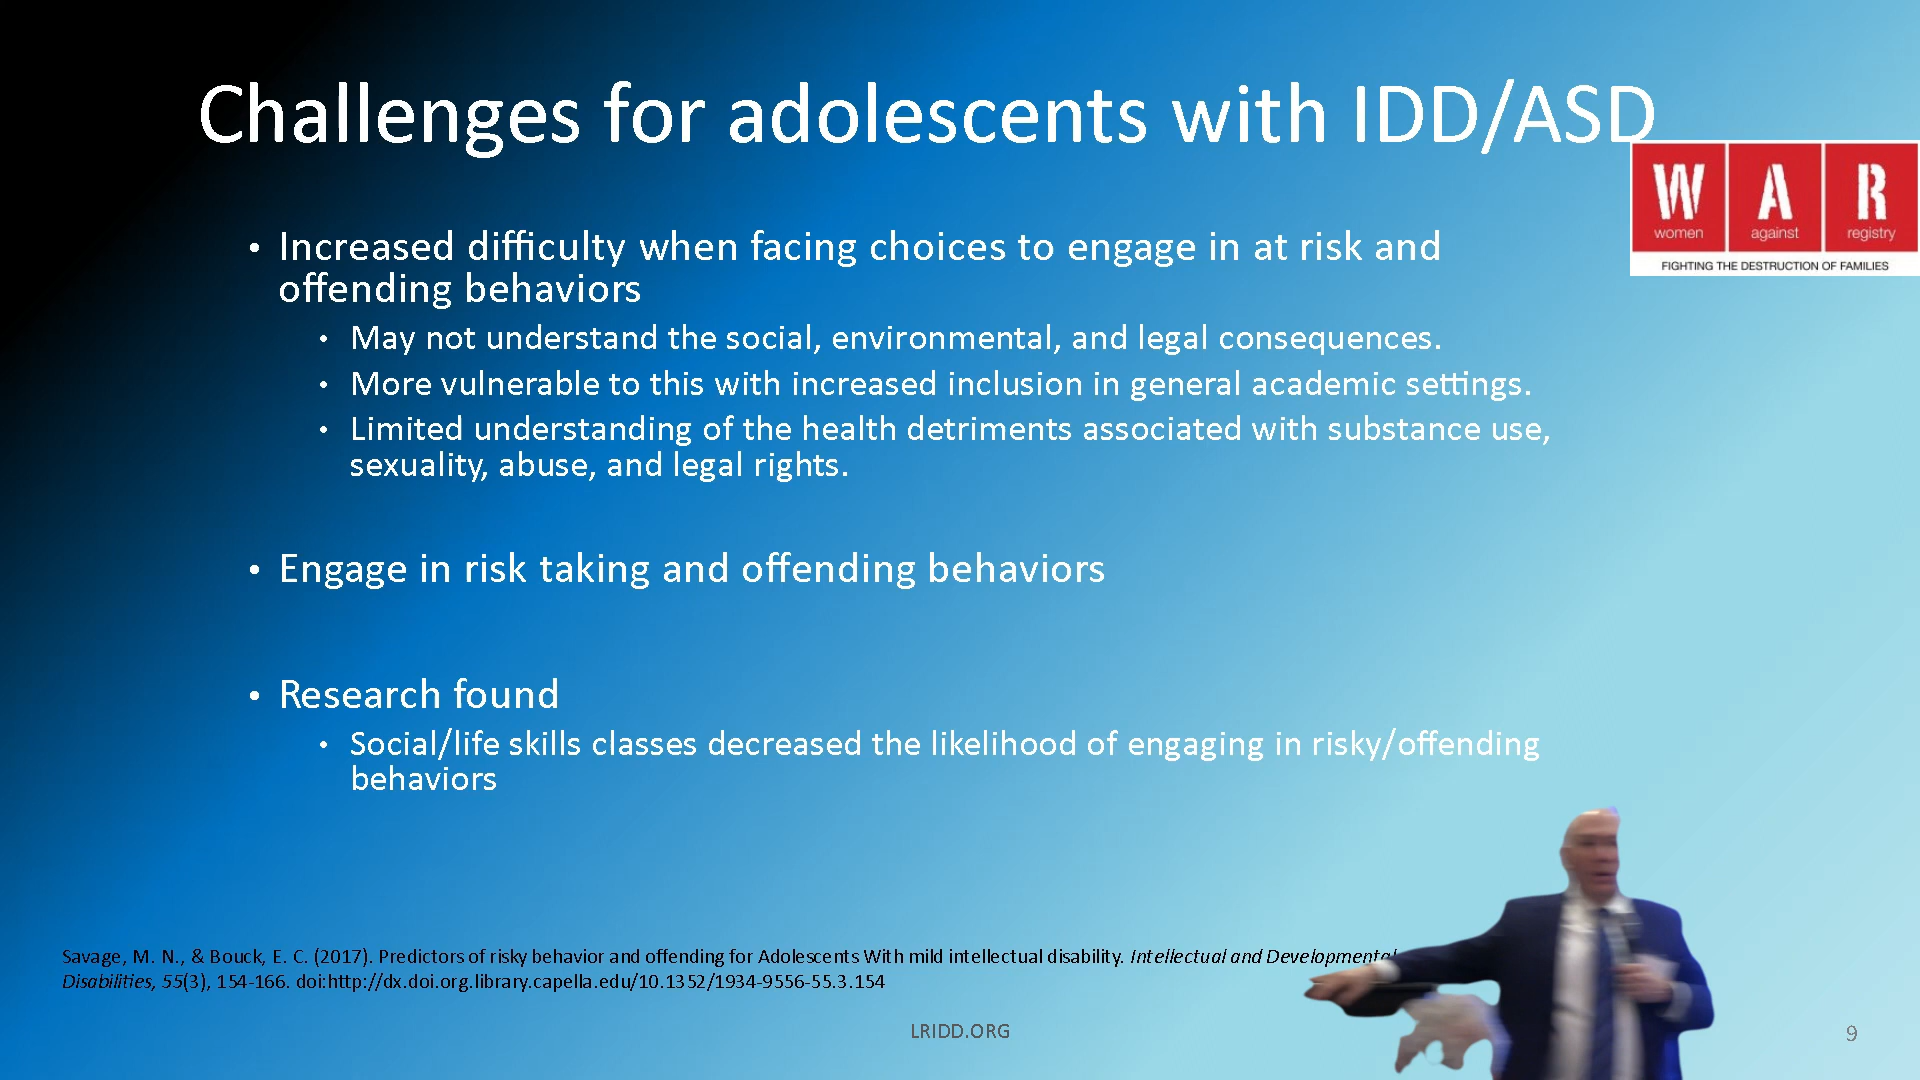 Challenges for adolescents with IDD/ASD
W A R
women against registry
FIGHTING THE DESTRUCTION OF FAMILIES
• Increased difficulty when facing choices to engage in at risk and
offending behaviors
• May not understand the social, environmental, and legal consequences.
• More vulnerable to this with increased inclusion in general academic settings.
• Limited understanding of the health detriments associated with substance use,
sexuality, abuse, and legal rights.
• Engage in risk taking and offending behaviors
• Research found
• Social/life skills classes decreased the likelihood of engaging in risky/offending
behaviors
Savage, M. N., & Bouck, E. C. (2017). Predictors of risky behavior and offending for Adolescents With mild intellectual disability. Intellectual and Developmental
Disabilities, 55(3), 154-166. doi:http://dx.doi.org.library.capella.edu/10.1352/1934-9556-55.3.154
LRIDD.ORG
9